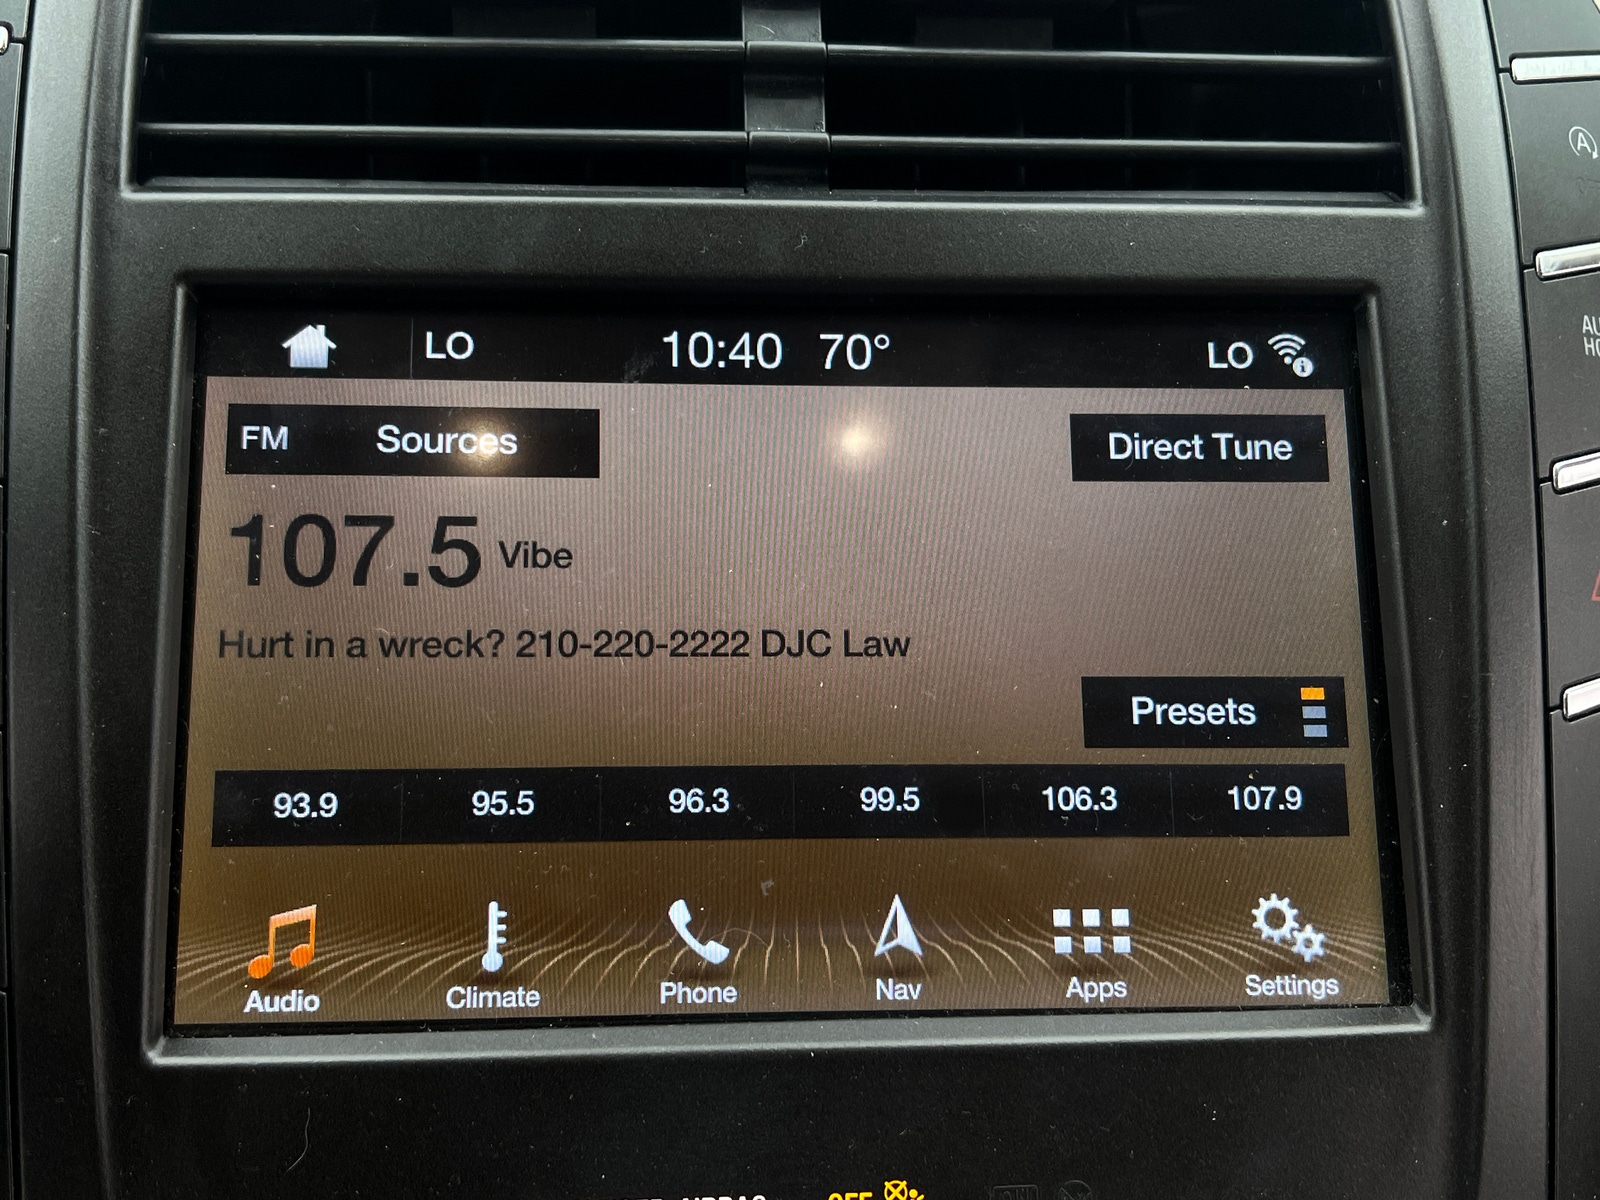 LO 10:40 70° LO
FM Sources Direct Tune
107.5 Vibe
Hurt in a wreck? 210-220-2222 DJC Law
Presets
93.9 95.5 96.3 99.5 106.3 107.9
Audio Climate Phone Nav Apps Settings
A
OFF